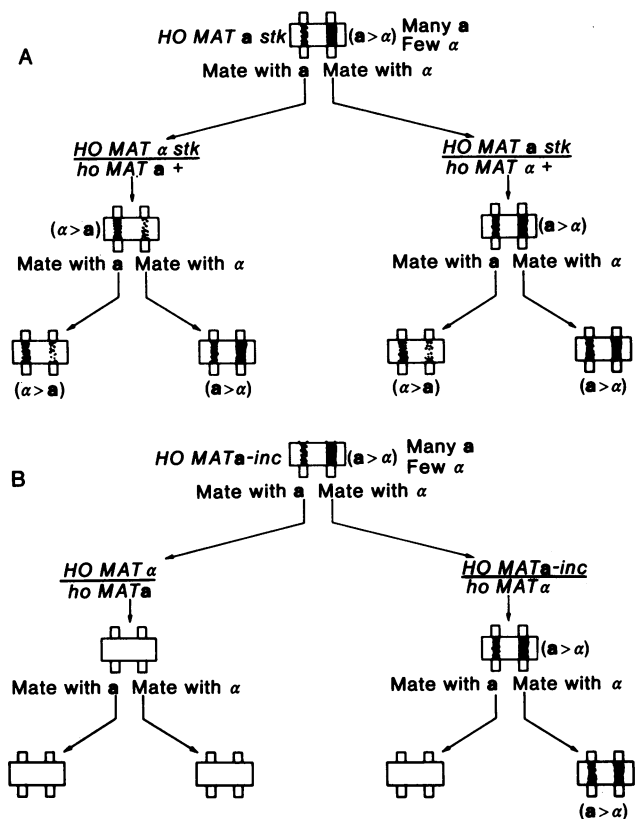 A
HO MAT a stk (a > α) Many a
Few α
Mate with a Mate with α
HO MAT α stk
ho MAT a +
HO MAT a stk
ho MAT α +
(α > a)
(a > α)
Mate with a Mate with α
Mate with a Mate with α
(α > a)
(a > α)
(α > a)
(a > α)
B
HO MATa-inc (a > α) Many a
Few α
Mate with a Mate with α
HO MAT α
ho MATa
HO MATa-inc
ho MATα
(a > α)
Mate with a Mate with α
Mate with a Mate with α
(a > α)